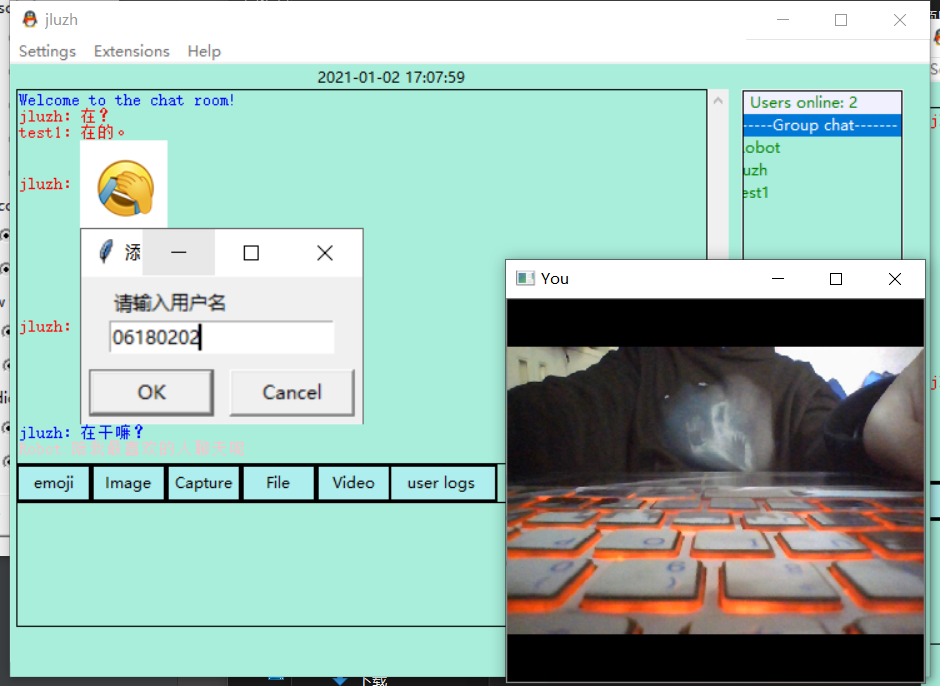 jluzh
Settings Extensions Help
2021-01-02 17:07:59
Welcome to the chat room!
jluzh: 在?
test1: 在的。
jluzh:
添
请输入用户名
jluzh:
06180202
OK Cancel
jluzh: 在干嘛?
emoji Image Capture File Video user logs
Users online: 2
-----Group chat-------
obot
uzh
est1
You
下载